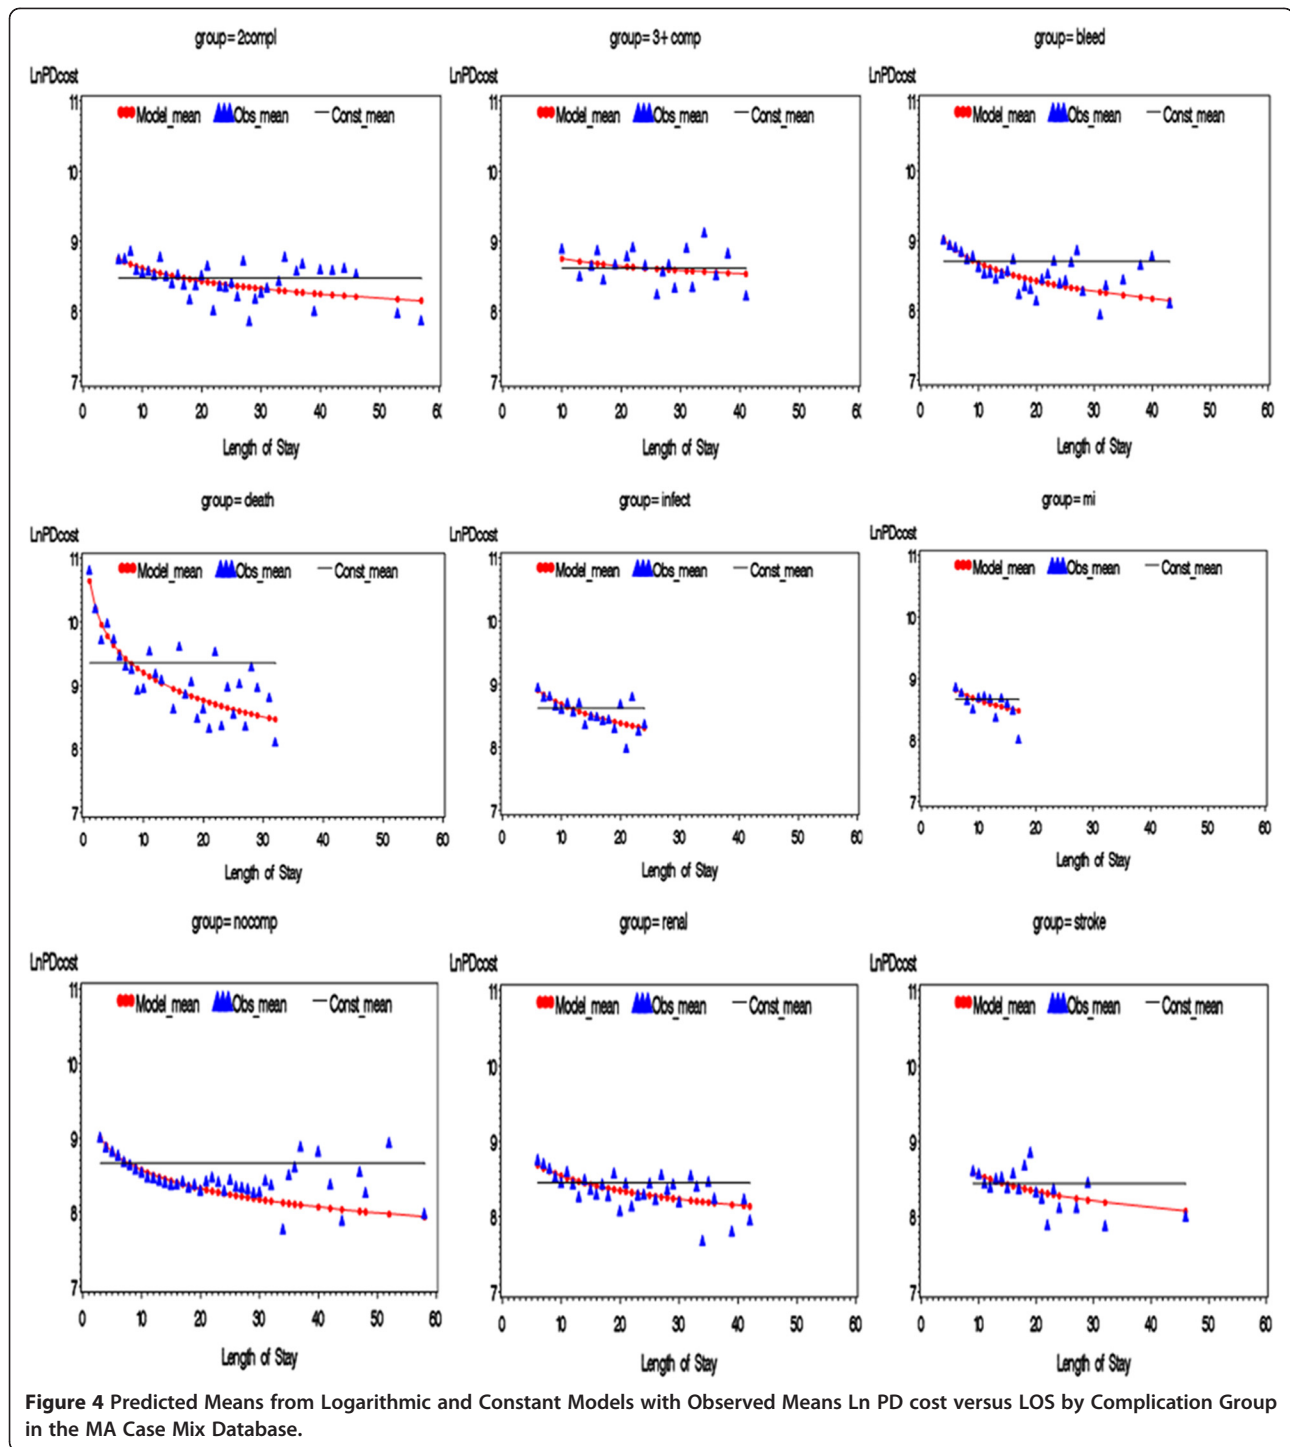 group= 2compl
group= 3+ comp
group= bleed
LnPDcost
LnPDcost
LnPDcost
Model_mean Obs_mean Const_mean
Model_mean Obs_mean Const_mean
Model_mean Obs_mean Const_mean
11
10
9
8
7
0 10 20 30 40 50 6(
Length of Stay
11
10
9
8
7
0 10 20 30 40 50 60
Length of Stay
11
10
9
8
7
0 10 20 30 40 50 60
Length of Stay
group= death
group= infect
group= mi
LnPDcost
LnPDcost
LnPDcost
Model_mean Obs_mean Const_mean
Model_mean Obs_mean Const_mean
Model_mean Obs_mean Const_mean
11
10
9
8
7
0 10 20 30 40 50 60
Length of Stay
11
10
9
8
7
0 10 20 30 40 50 60
Length of Stay
11
10
9
8
7
0 10 20 30 40 50 60
Length of Stay
group= nocomp
group= renal
group= stroke
LnPDcost
LnPDcost
LnPDcost
Model_mean Obs_mean Const_mean
Model_mean Obs_mean Const_mean
Model_mean Obs_mean Const_mean
11
10
9
8
7
0 10 20 30 40 50 60
Length of Stay
11
10
9
8
7
0 10 20 30 40 50 60
Length of Stay
11
10
9
8
7
0 10 20 30 40 50 60
Length of Stay
Figure 4 Predicted Means from Logarithmic and Constant Models with Observed Means Ln PD cost versus LOS by Complication Group
in the MA Case Mix Database.